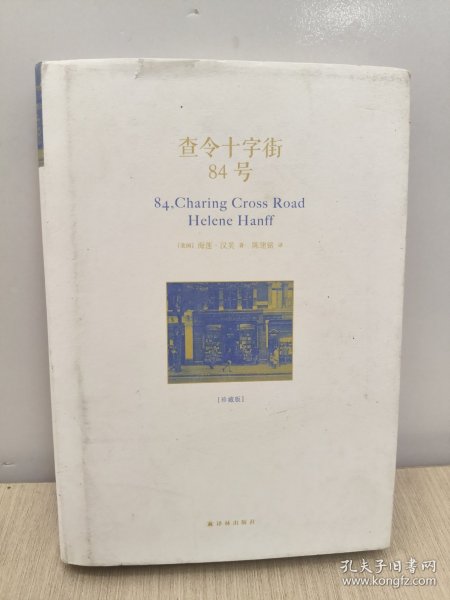 查令十字街
84号
84, Charing Cross Road
Helene Hanff
[美国] 海莲·汉芙 著 陈建铭 译
[珍藏版]
译林出版社
孔夫子旧书网
www.kongfz.com